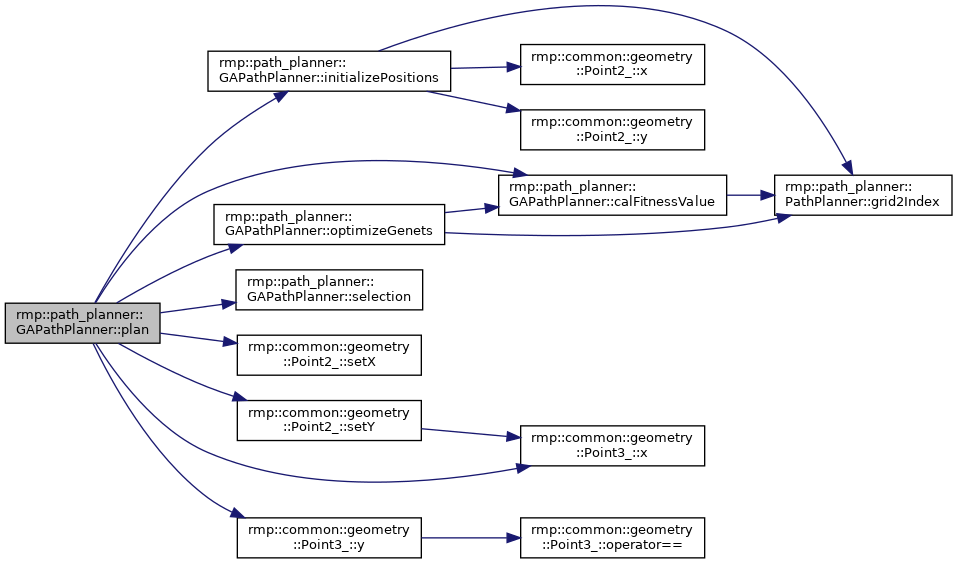 rmp::path_planner::
GAPathPlanner::plan
rmp::path_planner::
GAPathPlanner::initializePositions
rmp::common::geometry
::Point2_::x
rmp::common::geometry
::Point2_::y
rmp::path_planner::
GAPathPlanner::calFitnessValue
rmp::path_planner::
PathPlanner::grid2Index
rmp::path_planner::
GAPathPlanner::optimizeGenets
rmp::path_planner::
GAPathPlanner::selection
rmp::common::geometry
::Point2_::setX
rmp::common::geometry
::Point2_::setY
rmp::common::geometry
::Point3_::x
rmp::common::geometry
::Point3_::y
rmp::common::geometry
::Point3_::operator==